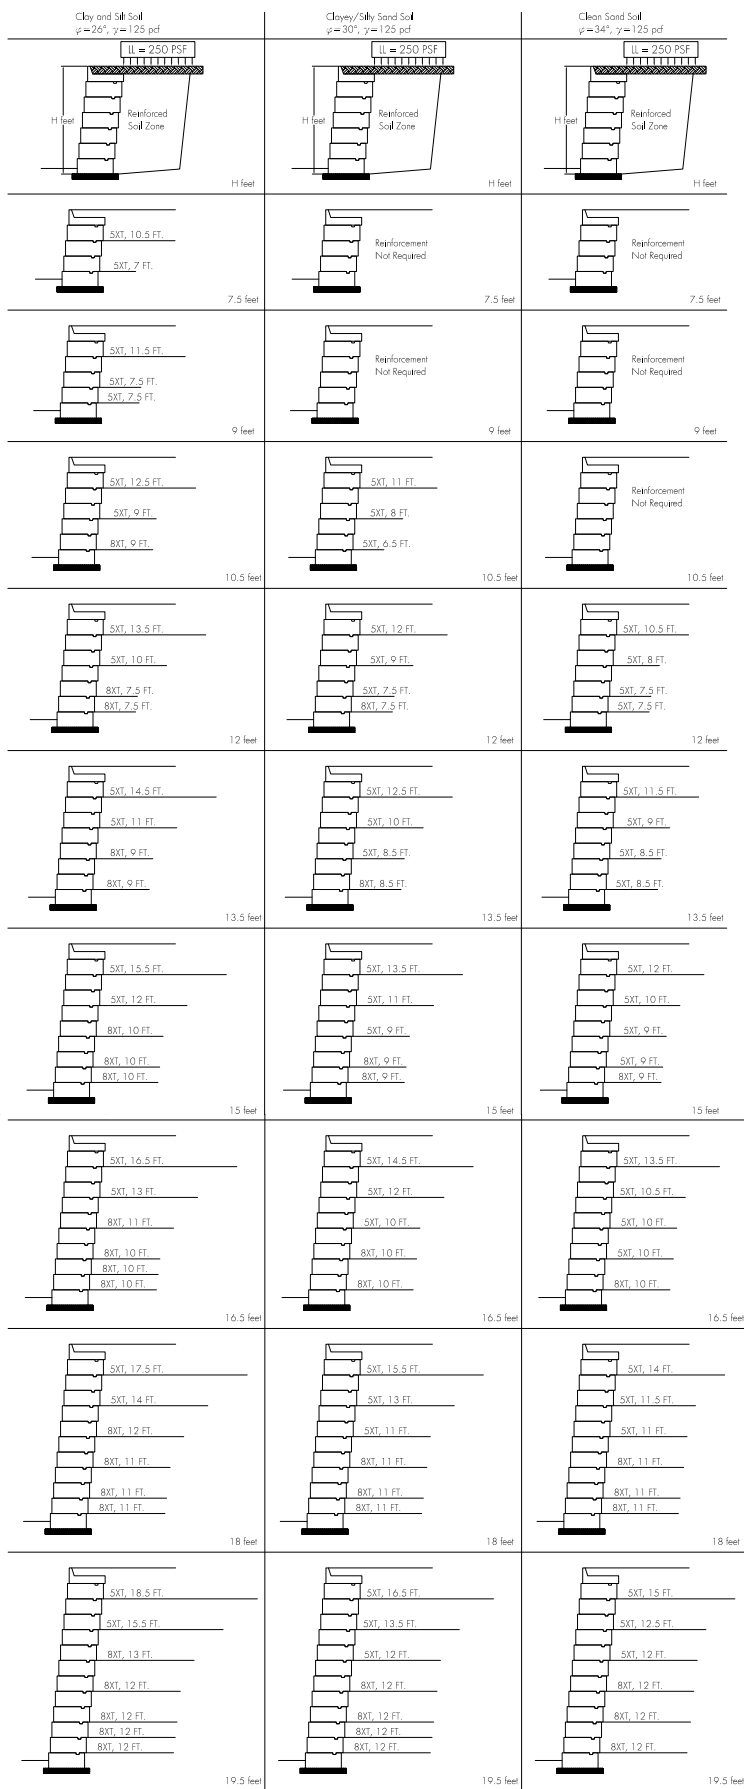 Clay and Silt Soil
φ=26°, γ=125 pcf
Clayey/Silty Sand Soil
φ=30°, γ=125 pcf
Clean Sand Soil
φ=34°, γ=125 pcf
LL = 250 PSF
H feet
Reinforced
Soil Zone
H feet
LL = 250 PSF
H feet
Reinforced
Soil Zone
H feet
LL = 250 PSF
H feet
Reinforced
Soil Zone
H feet
5XT, 10.5 FT.
5XT, 7 FT.
7.5 feet
Reinforcement
Not Required
7.5 feet
Reinforcement
Not Required
7.5 feet
5XT, 11.5 FT.
5XT, 7.5 FT.
5XT, 7.5 FT.
9 feet
Reinforcement
Not Required
9 feet
Reinforcement
Not Required
9 feet
5XT, 12.5 FT.
5XT, 9 FT.
8XT, 9 FT.
10.5 feet
5XT, 11 FT.
5XT, 8 FT.
5XT, 6.5 FT.
10.5 feet
Reinforcement
Not Required
10.5 feet
5XT, 13.5 FT.
5XT, 10 FT.
8XT, 7.5 FT.
8XT, 7.5 FT.
12 feet
5XT, 12 FT.
5XT, 9 FT.
5XT, 7.5 FT.
8XT, 7.5 FT.
12 feet
5XT, 10.5 FT.
5XT, 8 FT.
5XT, 7.5 FT.
5XT, 7.5 FT.
12 feet
5XT, 14.5 FT.
5XT, 11 FT.
8XT, 9 FT.
8XT, 9 FT.
13.5 feet
5XT, 12.5 FT.
5XT, 10 FT.
5XT, 8.5 FT.
8XT, 8.5 FT.
13.5 feet
5XT, 11.5 FT.
5XT, 9 FT.
5XT, 8.5 FT.
5XT, 8.5 FT.
13.5 feet
5XT, 15.5 FT.
5XT, 12 FT.
8XT, 10 FT.
8XT, 10 FT.
8XT, 10 FT.
15 feet
5XT, 13.5 FT.
5XT, 11 FT.
5XT, 9 FT.
8XT, 9 FT.
8XT, 9 FT.
15 feet
5XT, 12 FT.
5XT, 10 FT.
5XT, 9 FT.
5XT, 9 FT.
8XT, 9 FT.
15 feet
5XT, 16.5 FT.
5XT, 13 FT.
8XT, 11 FT.
8XT, 10 FT.
8XT, 10 FT.
8XT, 10 FT.
16.5 feet
5XT, 14.5 FT.
5XT, 12 FT.
5XT, 10 FT.
8XT, 10 FT.
8XT, 10 FT.
16.5 feet
5XT, 13.5 FT.
5XT, 10.5 FT.
5XT, 10 FT.
5XT, 10 FT.
8XT, 10 FT.
16.5 feet
5XT, 17.5 FT.
5XT, 14 FT.
8XT, 12 FT.
8XT, 11 FT.
8XT, 11 FT.
8XT, 11 FT.
18 feet
5XT, 15.5 FT.
5XT, 13 FT.
5XT, 11 FT.
8XT, 11 FT.
8XT, 11 FT.
8XT, 11 FT.
18 feet
5XT, 14 FT.
5XT, 11.5 FT.
5XT, 11 FT.
8XT, 11 FT.
8XT, 11 FT.
8XT, 11 FT.
18 feet
5XT, 18.5 FT.
5XT, 15.5 FT.
8XT, 13 FT.
8XT, 12 FT.
8XT, 12 FT.
8XT, 12 FT.
8XT, 12 FT.
19.5 feet
5XT, 16.5 FT.
5XT, 13.5 FT.
5XT, 12 FT.
8XT, 12 FT.
8XT, 12 FT.
8XT, 12 FT.
8XT, 12 FT.
19.5 feet
5XT, 15 FT.
5XT, 12.5 FT.
5XT, 12 FT.
8XT, 12 FT.
8XT, 12 FT.
8XT, 12 FT.
19.5 feet